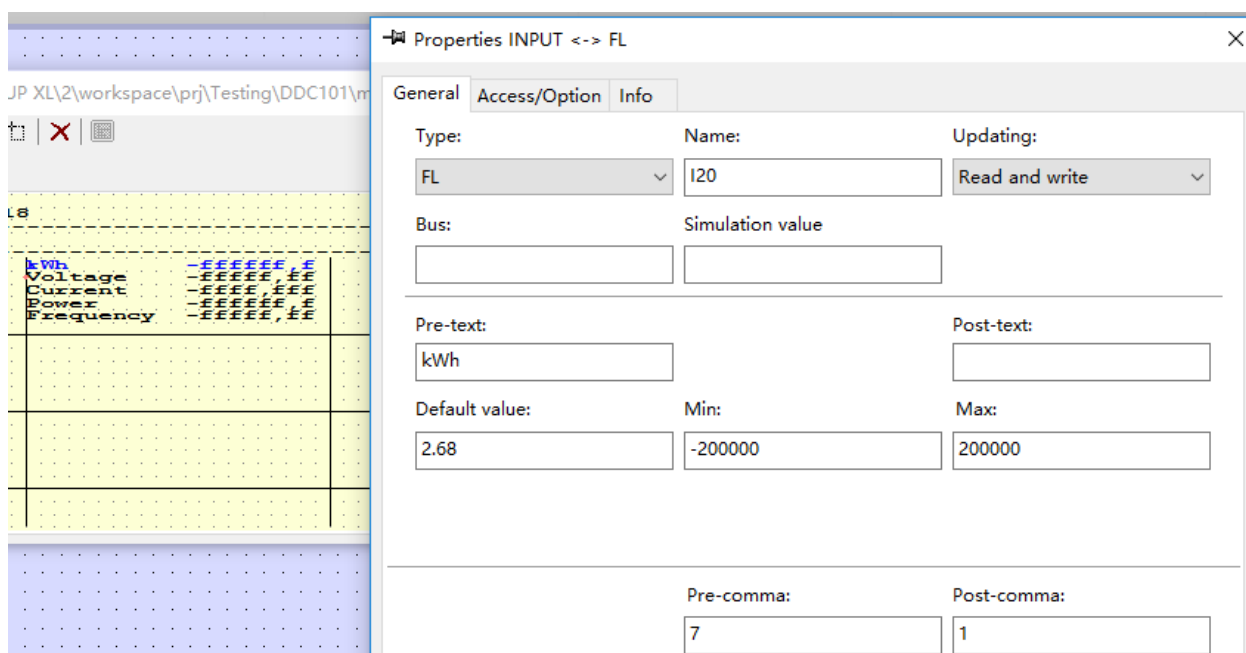 Properties INPUT <-> FL
UP XL\2\workspace\prj\Testing\DDC101\m
General Access/Option Info
Type: Name: Updating:
FL I20 Read and write
Bus: Simulation value
Pre-text: Post-text:
kWh
Default value: Min: Max:
2.68 -200000 200000
Pre-comma: Post-comma:
7 1
18
kWh -ffffff,f
Voltage -fffff,ff
Current -ffff,fff
Power -ffffff,f
Frequency -fffff,ff